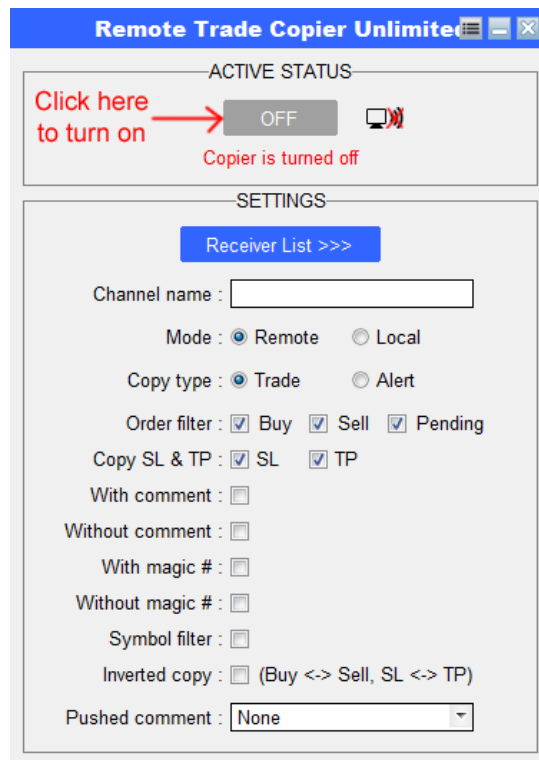 Remote Trade Copier Unlimited
ACTIVE STATUS
Click here
to turn on
OFF
Copier is turned off
SETTINGS
Receiver List >>>
Channel name :
Mode : Remote Local
Copy type : Trade Alert
Order filter : Buy Sell Pending
Copy SL & TP : SL TP
With comment :
Without comment :
With magic # :
Without magic # :
Symbol filter :
Inverted copy : (Buy <-> Sell, SL <-> TP)
Pushed comment : None